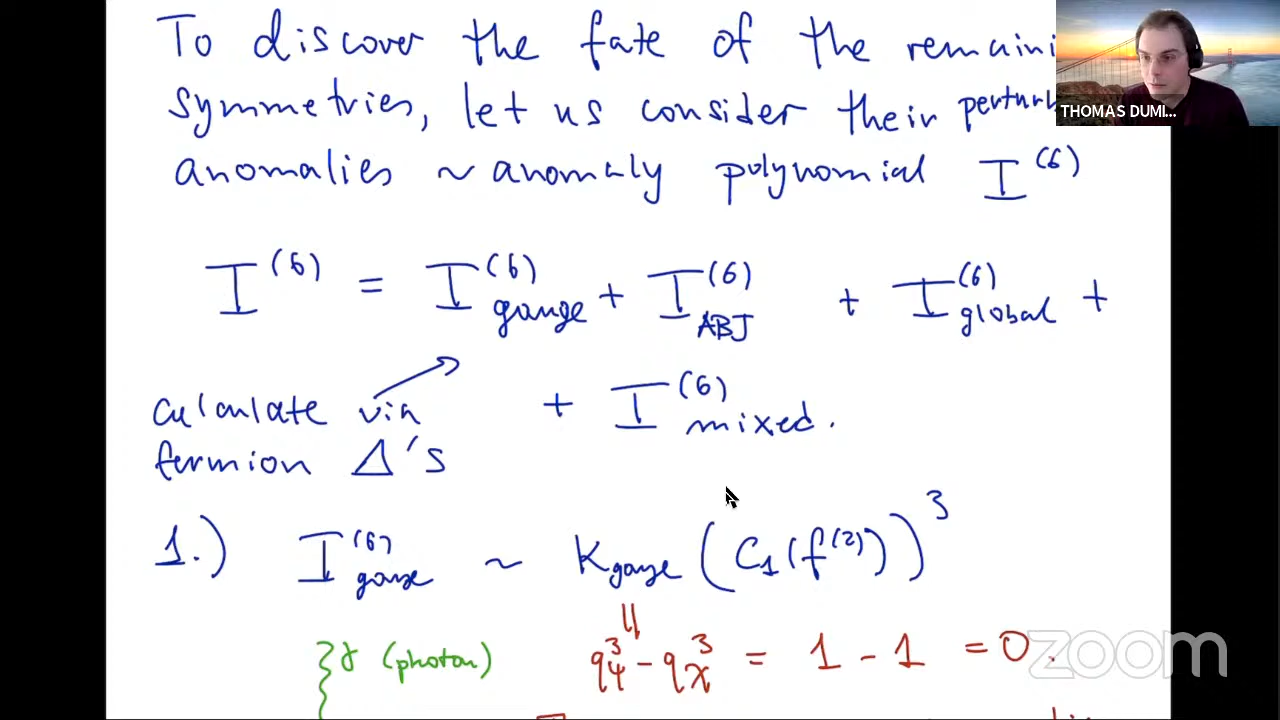 To discover the fate of the remaini
symmetries, let us consider their perturb
THOMAS DUMI...
anomalies ~ anomaly polynomial I^(6)
I^(6) = I^(6)_gauge + I^(6)_ABJ + I^(6)_global +
calculate via + I^(6)_mixed.
fermion Δ's
1.) I^(6)_gauge ~ K_gauge (C_1(f^(2)))^3
γ (photon) q_ψ^3 - q_χ^3 = 1 - 1 = 0.
zoom